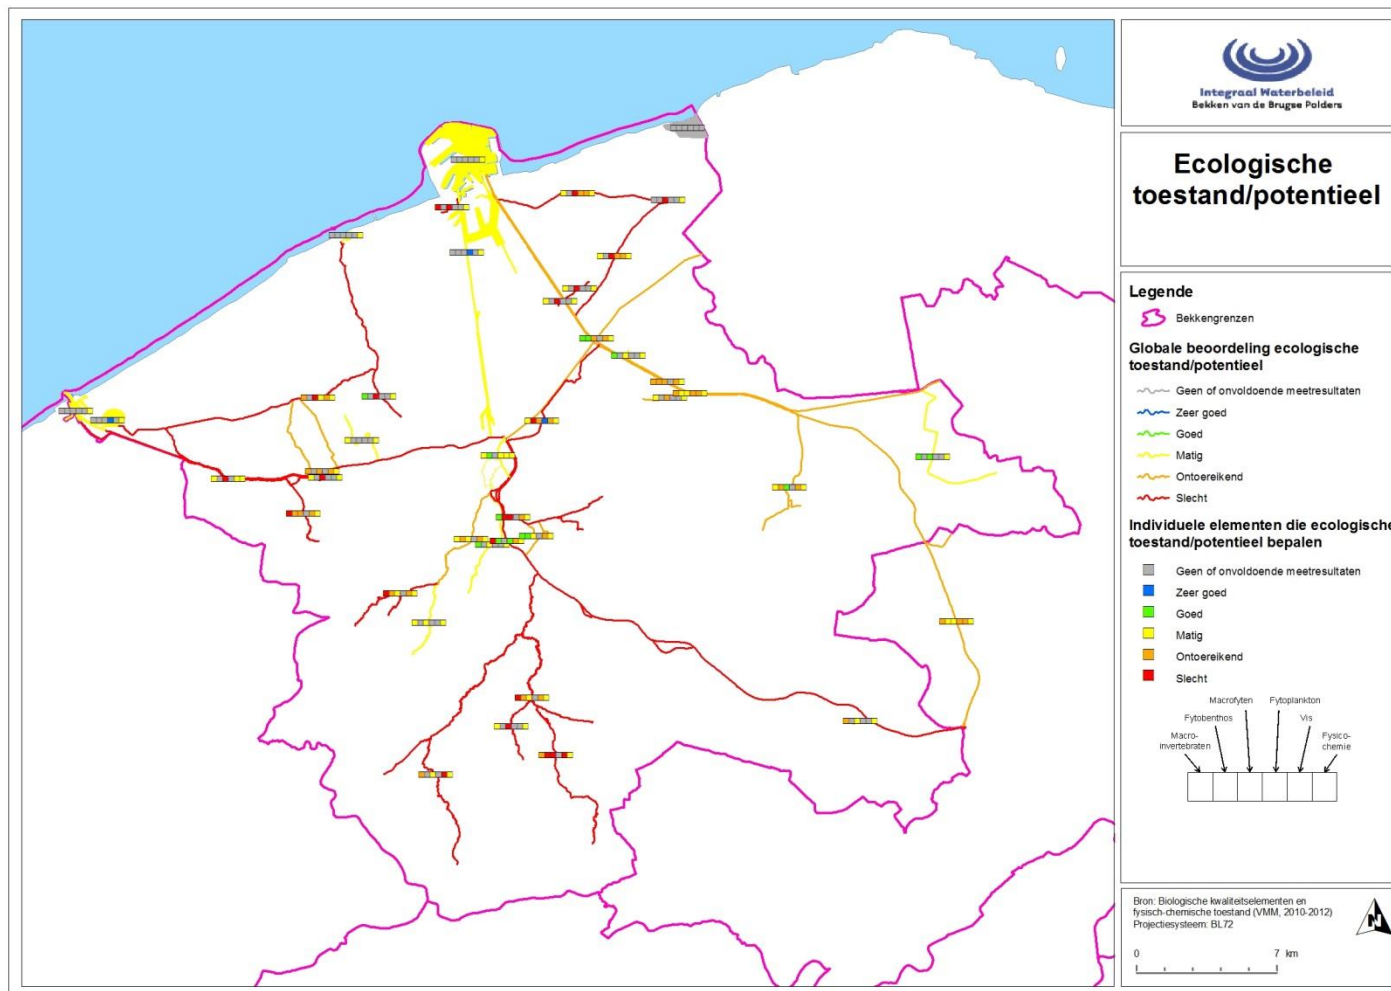 Integraal Waterbeleid
Bekken van de Brugse Polders
Ecologische
toestand/potentieel
Legende
Bekkengrenzen
Globale beoordeling ecologische
toestand/potentieel
Geen of onvoldoende meetresultaten
Zeer goed
Goed
Matig
Ontoereikend
Slecht
Individuele elementen die ecologische
toestand/potentieel bepalen
Geen of onvoldoende meetresultaten
Zeer goed
Goed
Matig
Ontoereikend
Slecht
Macrofyten
Fytoplankton
Fytobenthos
Vis
Macro-
invertebraten
Fysico-
chemie
Bron: Biologische kwaliteitselementen en
fysisch-chemische toestand (VMM, 2010-2012)
Projectiesysteem: BL72
N
0 7 km